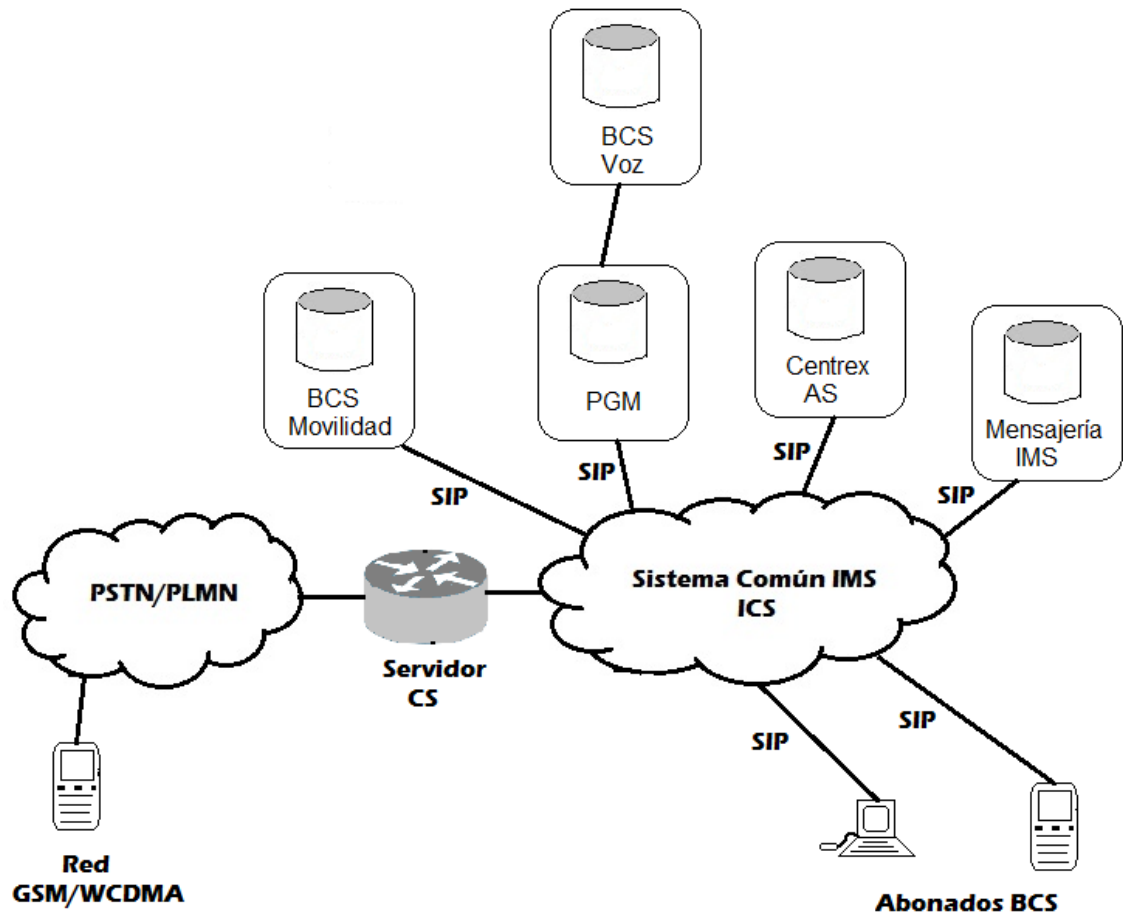 BCS
Voz
BCS
Movilidad
PGM
Centrex
AS
Mensajería
IMS
SIP
SIP
SIP
SIP
PSTN/PLMN
Servidor
CS
Sistema Común IMS
ICS
SIP
SIP
Red
GSM/WCDMA
Abonados BCS